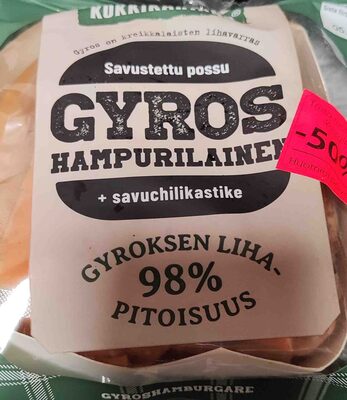 Gyros on kreikkalaisten lihavarras
Savustettu possu
GYROS
HAMPURILAINEN
+ savuchilikastike
-50%
GYROKSEN LIHA-
98%
PITOISUUS
GYROSHAMBURGARE